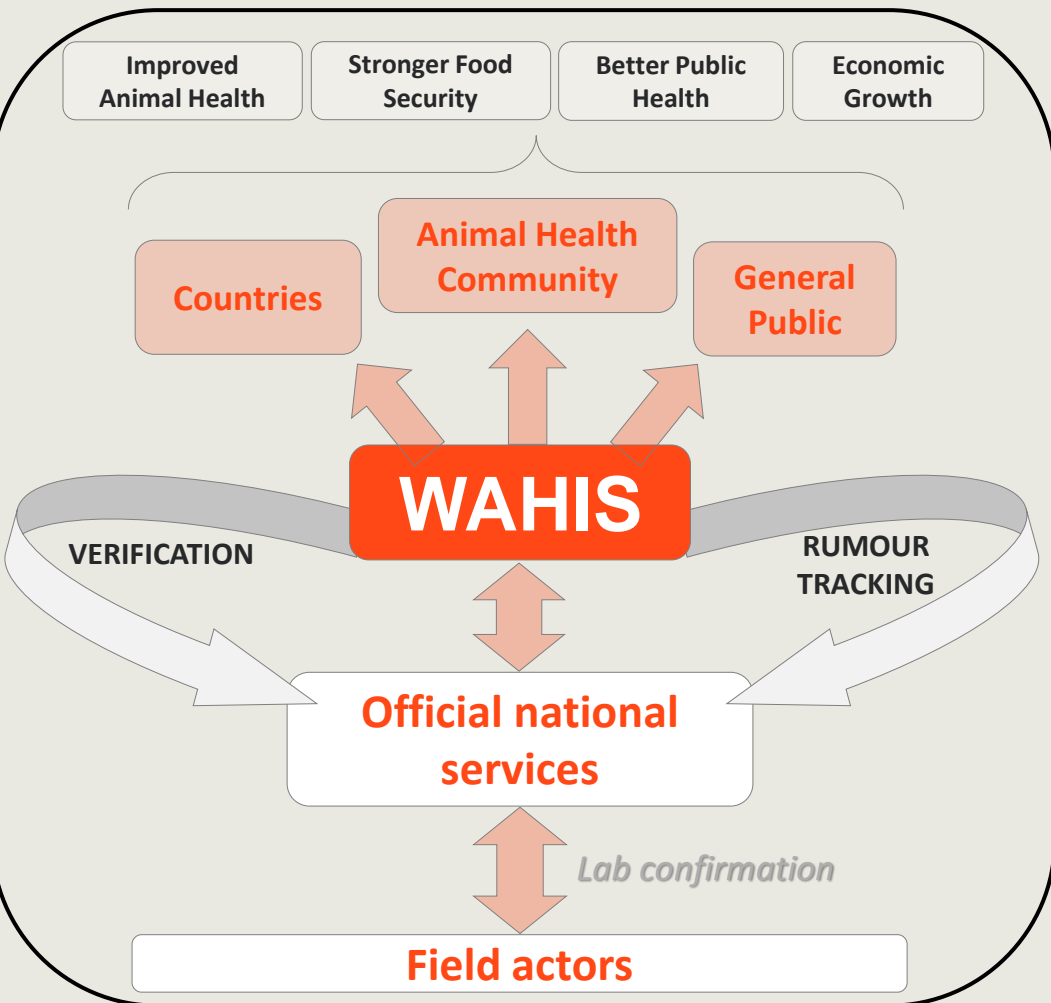 Improved
Animal Health
Stronger Food
Security
Better Public
Health
Economic
Growth
Countries
Animal Health
Community
General
Public
WAHIS
VERIFICATION
RUMOUR
TRACKING
Official national
services
Lab confirmation
Field actors